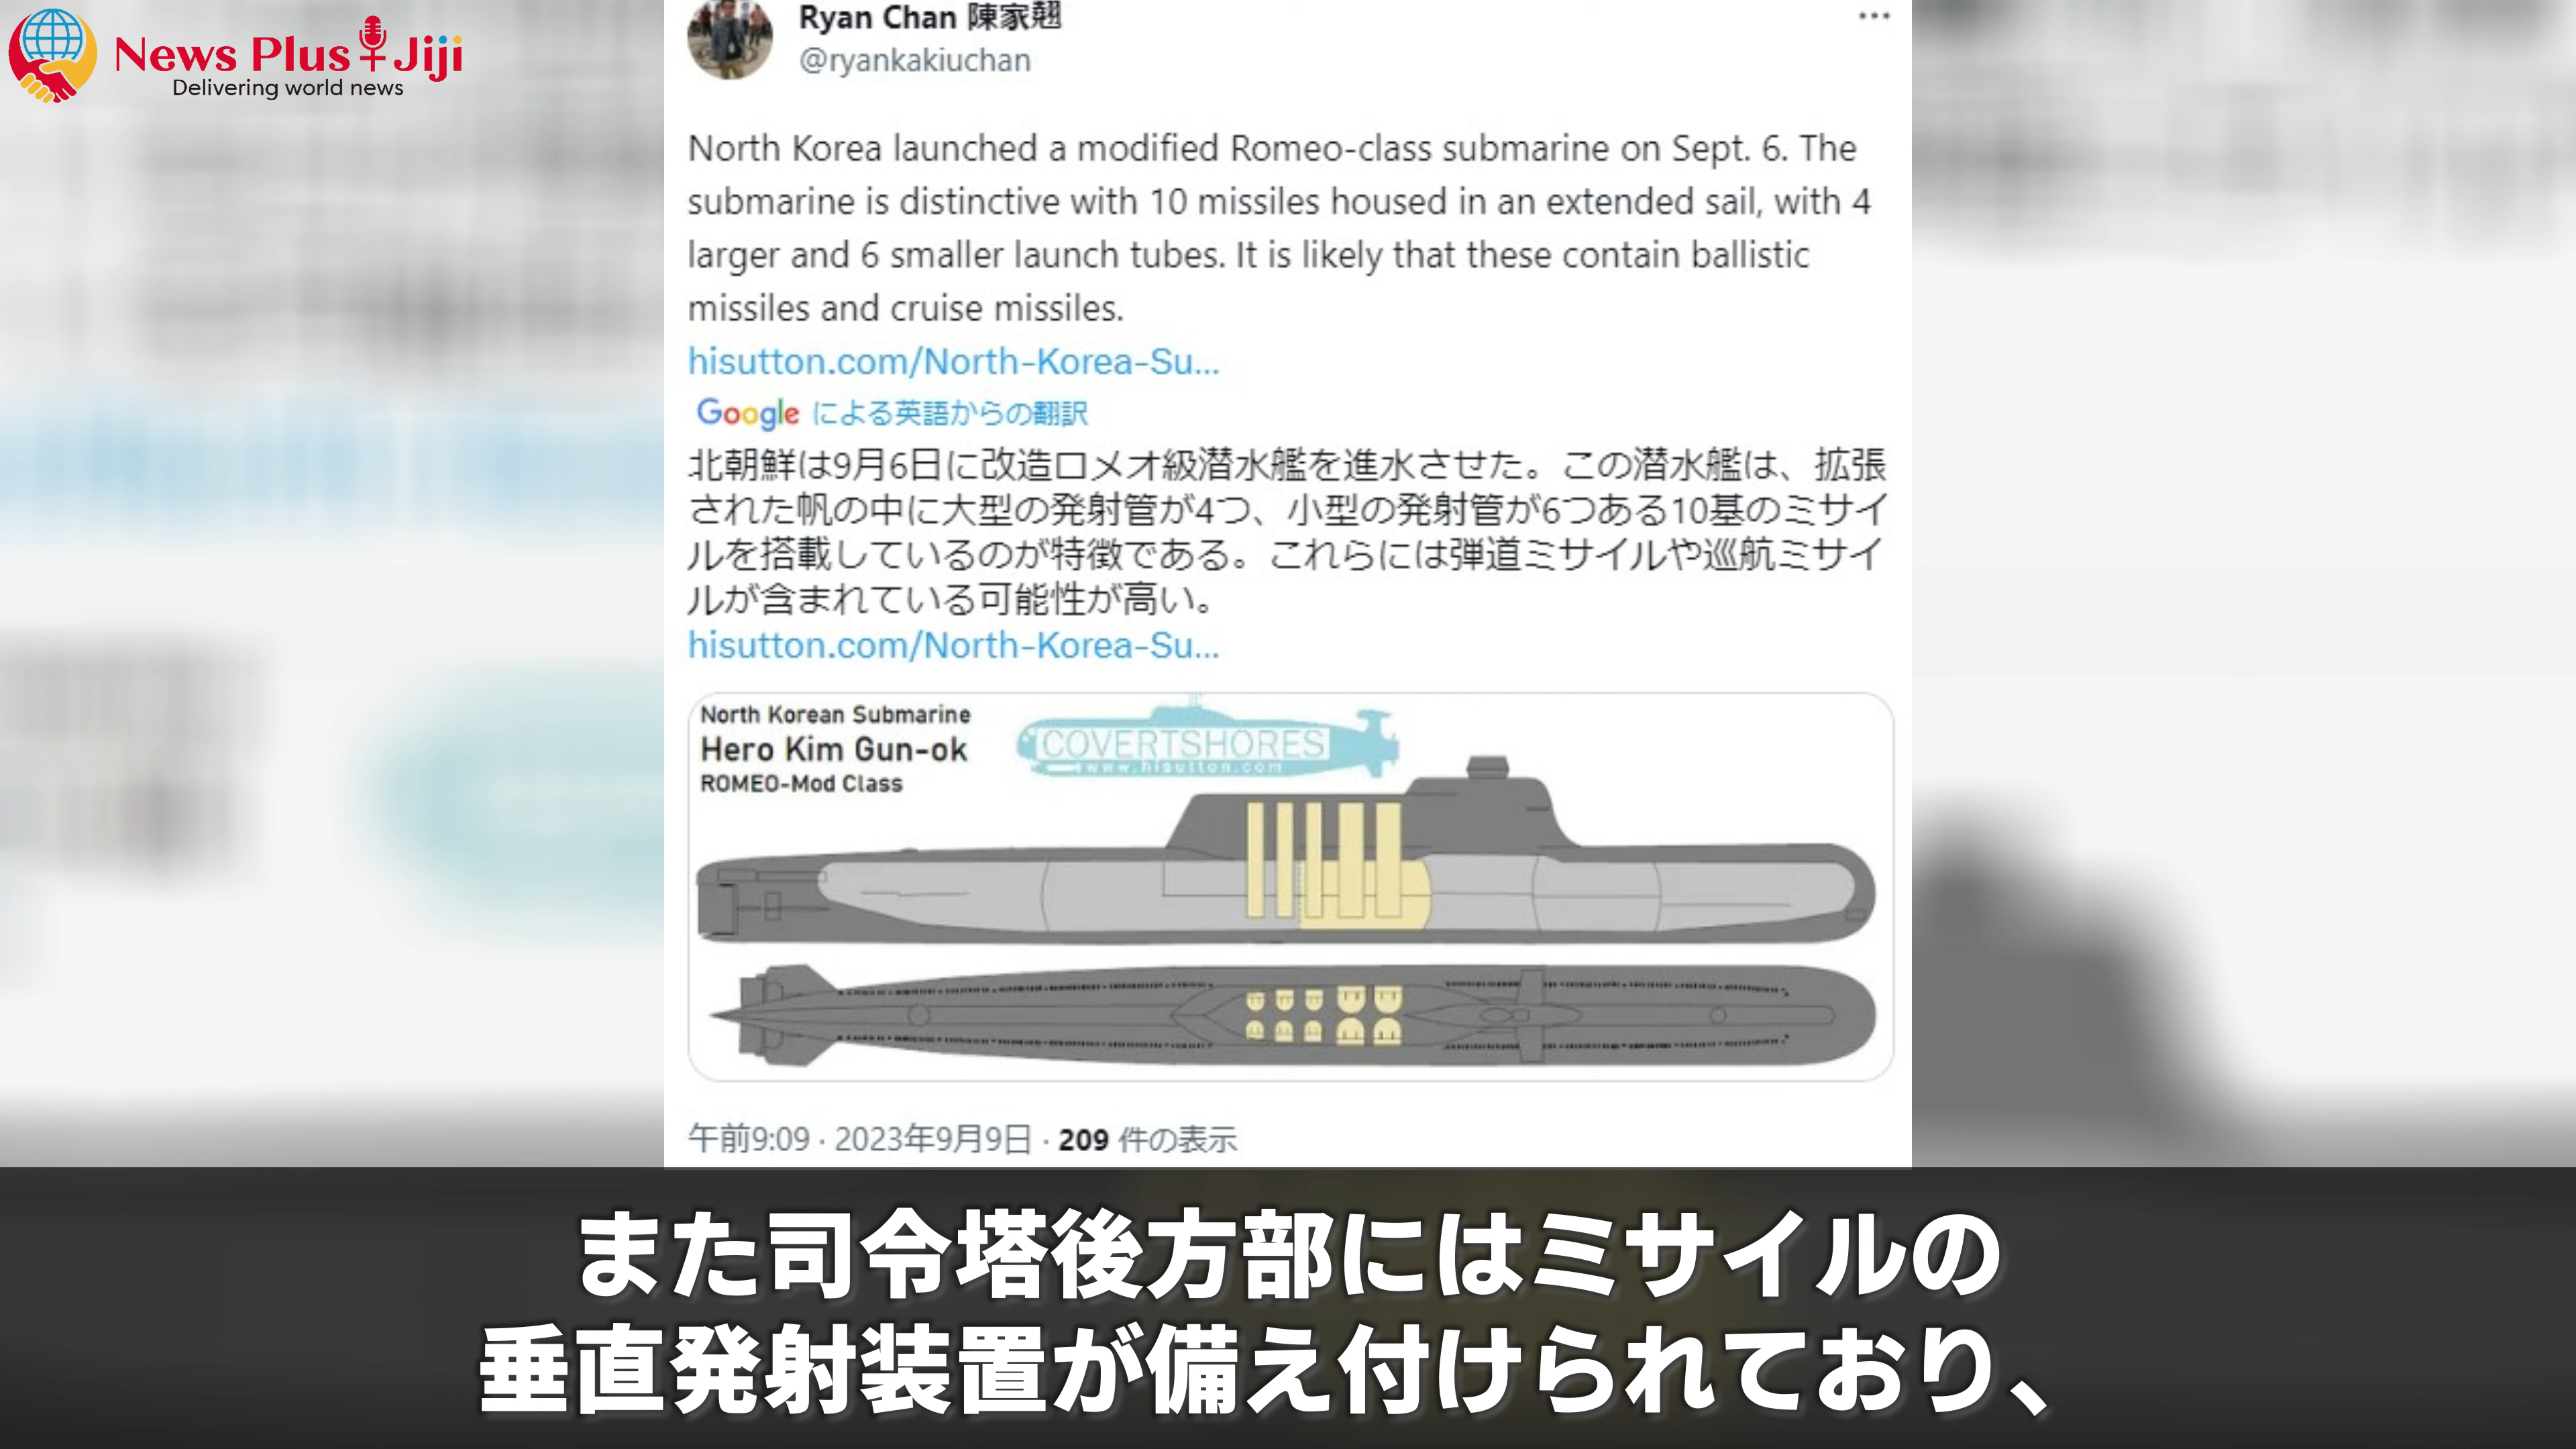 News Plus Jiji
Delivering world news
Ryan Chan 陳家翹
@ryankakiuchan
North Korea launched a modified Romeo-class submarine on Sept. 6. The
submarine is distinctive with 10 missiles housed in an extended sail, with 4
larger and 6 smaller launch tubes. It is likely that these contain ballistic
missiles and cruise missiles.
hisutton.com/North-Korea-Su...
Google による英語からの翻訳
北朝鮮は9月6日に改造ロメオ級潜水艦を進水させた。この潜水艦は、拡張
された帆の中に大型の発射管が4つ、小型の発射管が6つある10基のミサイ
ルを搭載しているのが特徴である。これらには弾道ミサイルや巡航ミサイ
ルが含まれている可能性が高い。
hisutton.com/North-Korea-Su...
North Korean Submarine
Hero Kim Gun-ok
ROMEO-Mod Class
COVERTSHORES
www.hisutton.com
午前9:09 · 2023年9月9日 · 209 件の表示
また司令塔後方部にはミサイルの
垂直発射装置が備え付けられており、